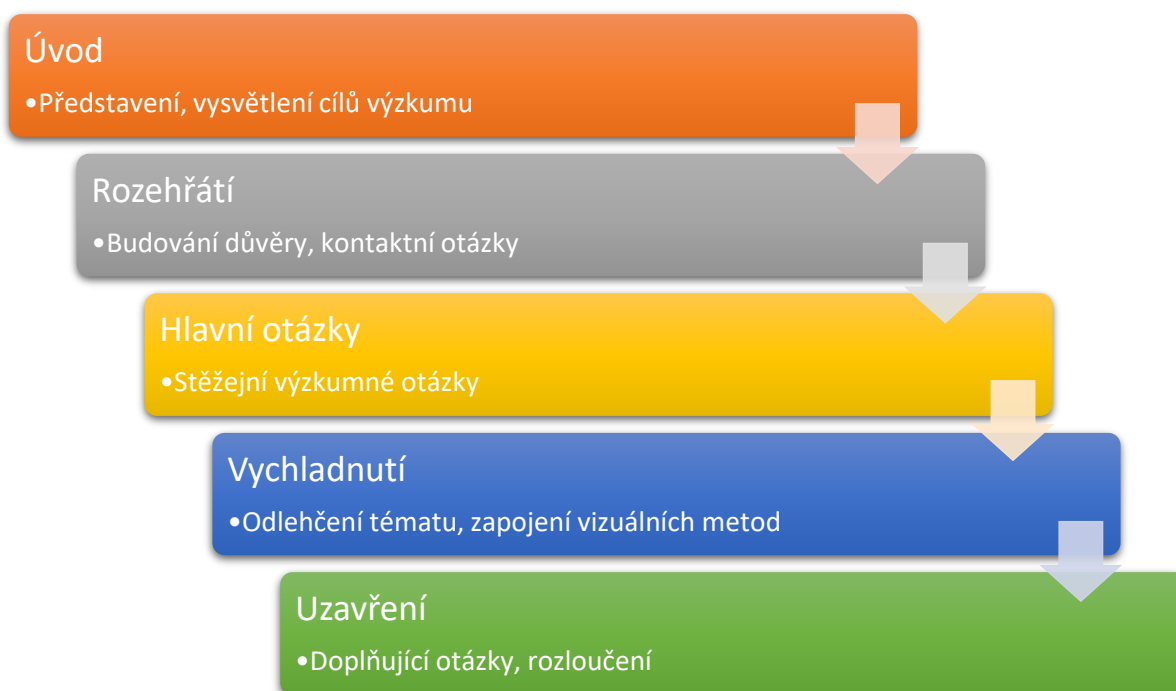 Úvod
•Představení, vysvětlení cílů výzkumu
Rozehřátí
•Budování důvěry, kontaktní otázky
Hlavní otázky
•Stěžejní výzkumné otázky
Vychladnutí
•Odlehčení tématu, zapojení vizuálních metod
Uzavření
•Doplňující otázky, rozloučení